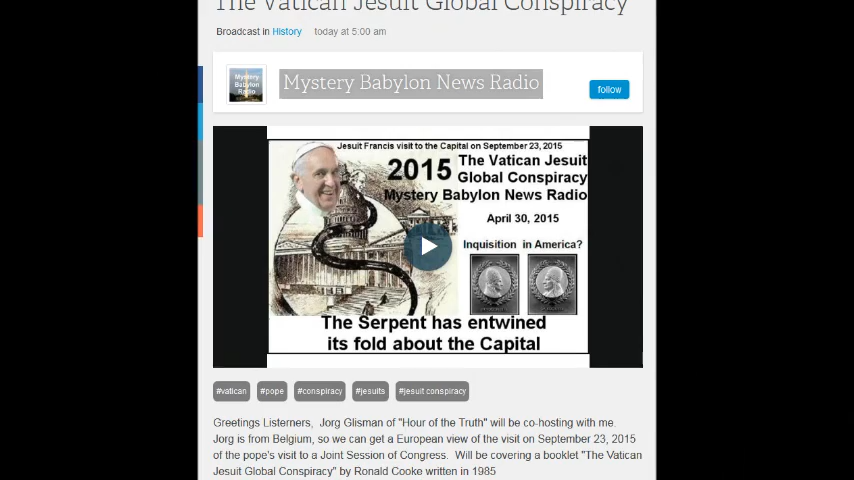 The Vatican Jesuit Global Conspiracy
Broadcast in History today at 5:00 am
Mystery
Babylon
Radio
Mystery Babylon News Radio
follow
Jesuit Francis visit to the Capital on September 23, 2015
2015
The Vatican Jesuit
Global Conspiracy
Mystery Babylon News Radio
April 30, 2015
Inquisition in America?
The Serpent has entwined
its fold about the Capital
#vatican #pope #conspiracy #jesuits #jesuit conspiracy
Greetings Listerners, Jorg Glisman of "Hour of the Truth" will be co-hosting with me.
Jorg is from Belgium, so we can get a European view of the visit on September 23, 2015
of the pope's visit to a Joint Session of Congress. Will be covering a booklet "The Vatican
Jesuit Global Conspiracy" by Ronald Cooke written in 1985